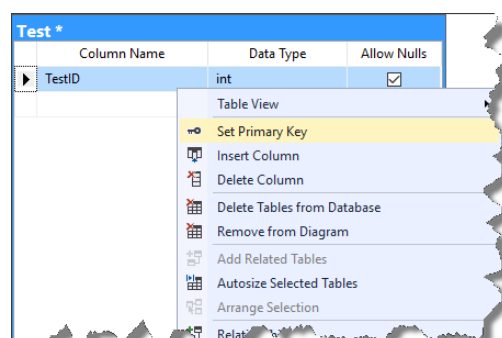 Test *
Column Name Data Type Allow Nulls
TestID int
Table View
Set Primary Key
Insert Column
Delete Column
Delete Tables from Database
Remove from Diagram
Add Related Tables
Autosize Selected Tables
Arrange Selection